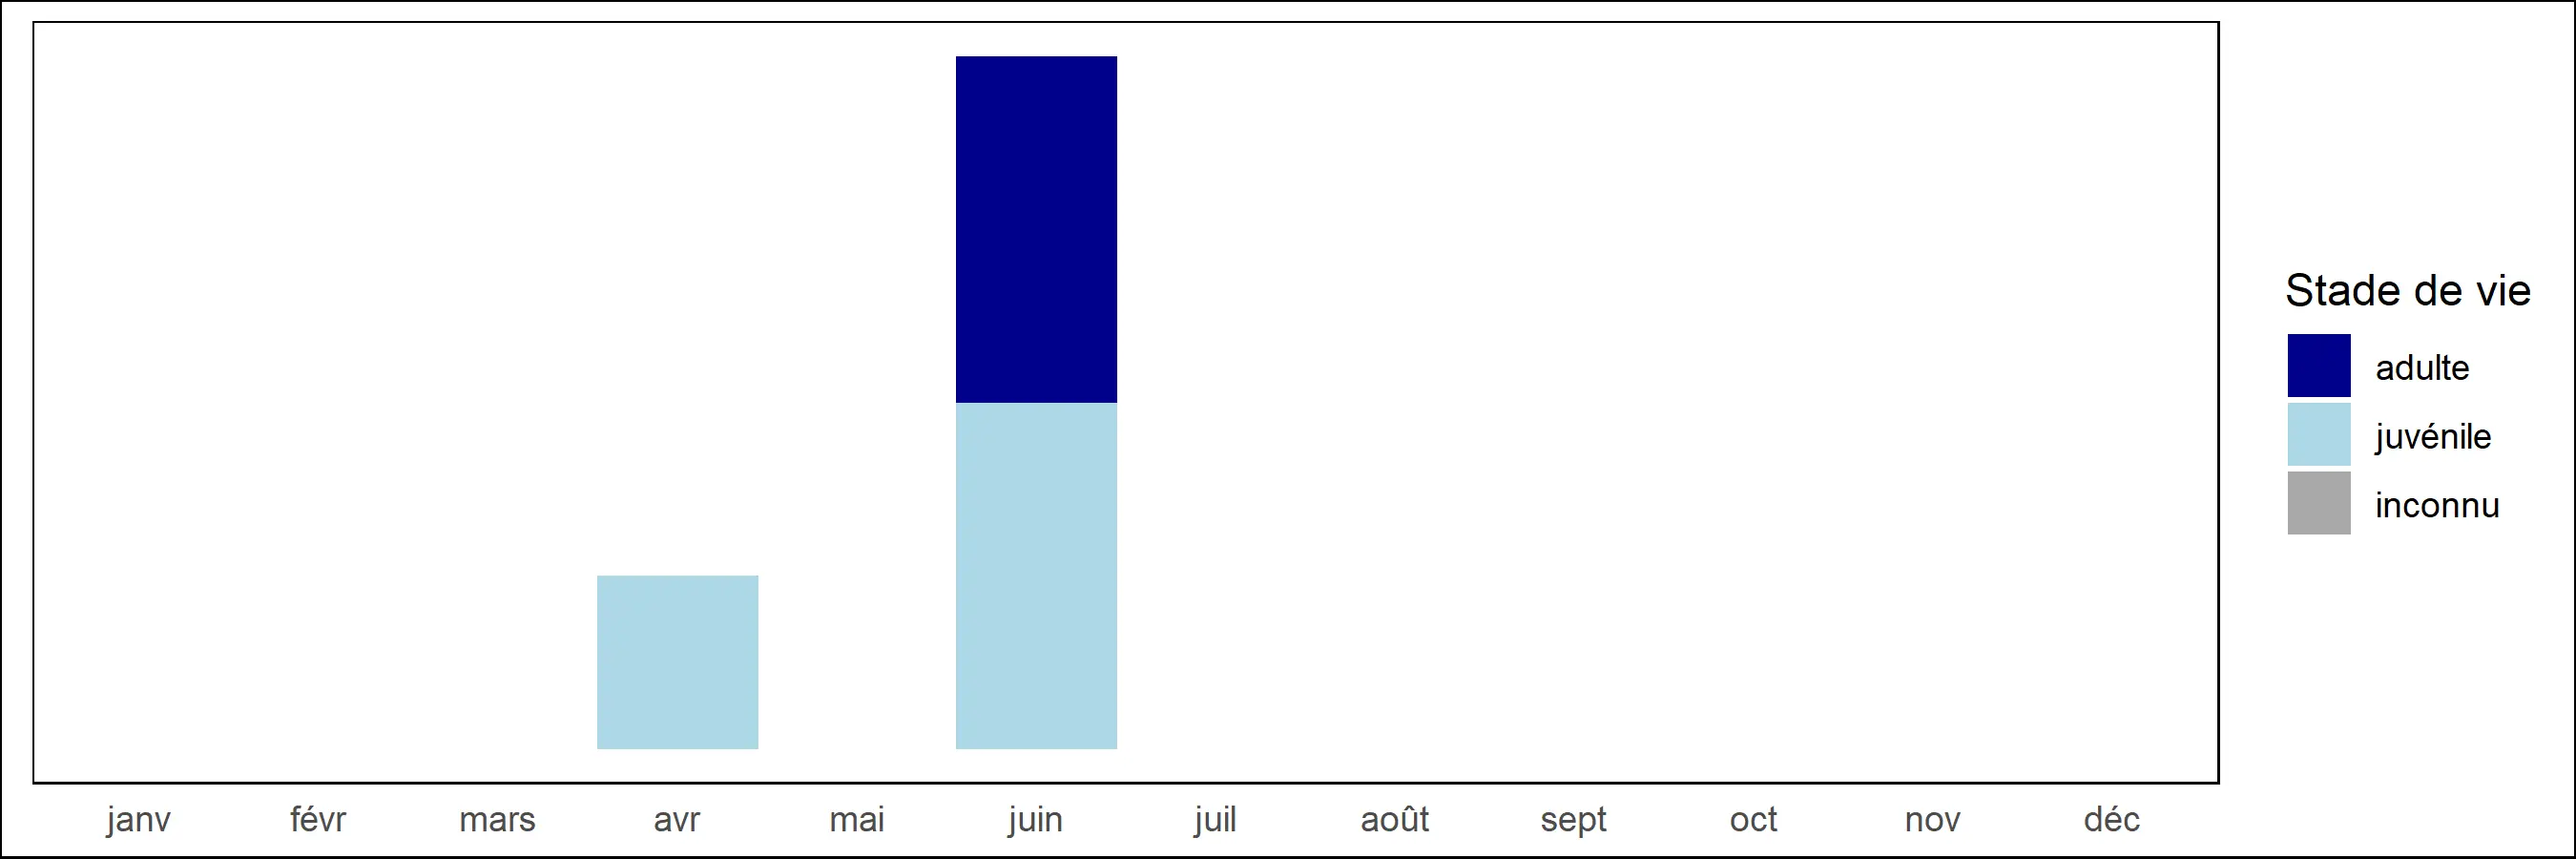 Stade de vie
adulte
juvénile
inconnu
janv févr mars avr mai juin juil août sept oct nov déc